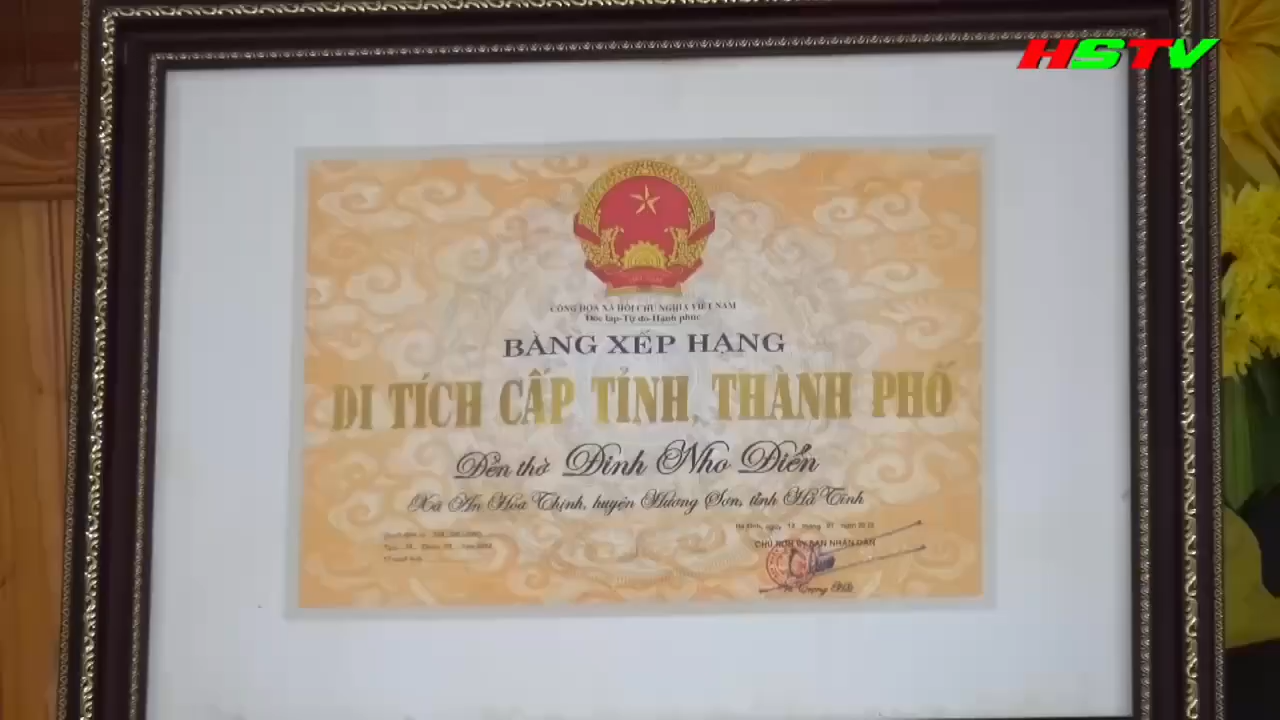 HSTV
CỘNG HÒA XÃ HỘI CHỦ NGHĨA VIỆT NAM
Độc lập-Tự do-Hạnh phúc
BẰNG XẾP HẠNG
DI TÍCH CẤP TỈNH, THÀNH PHỐ
Đền thờ Đinh Nho Điển
Xã An Hòa Thịnh, huyện Hương Sơn, tỉnh Hà Tĩnh
CHỦ TỊCH ỦY BAN NHÂN DÂN